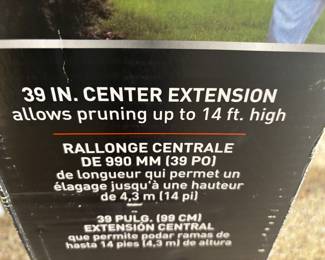 39 IN. CENTER EXTENSION
allows pruning up to 14 ft. high
RALLONGE CENTRALE
DE 990 MM (39 PO)
de longueur qui permet un
élagage jusqu'à une hauteur
de 4,3 m (14 pi)
39 PULG. (99 CM)
EXTENSIÓN CENTRAL
que permite podar ramas de
hasta 14 pies (4,3 m) de altura